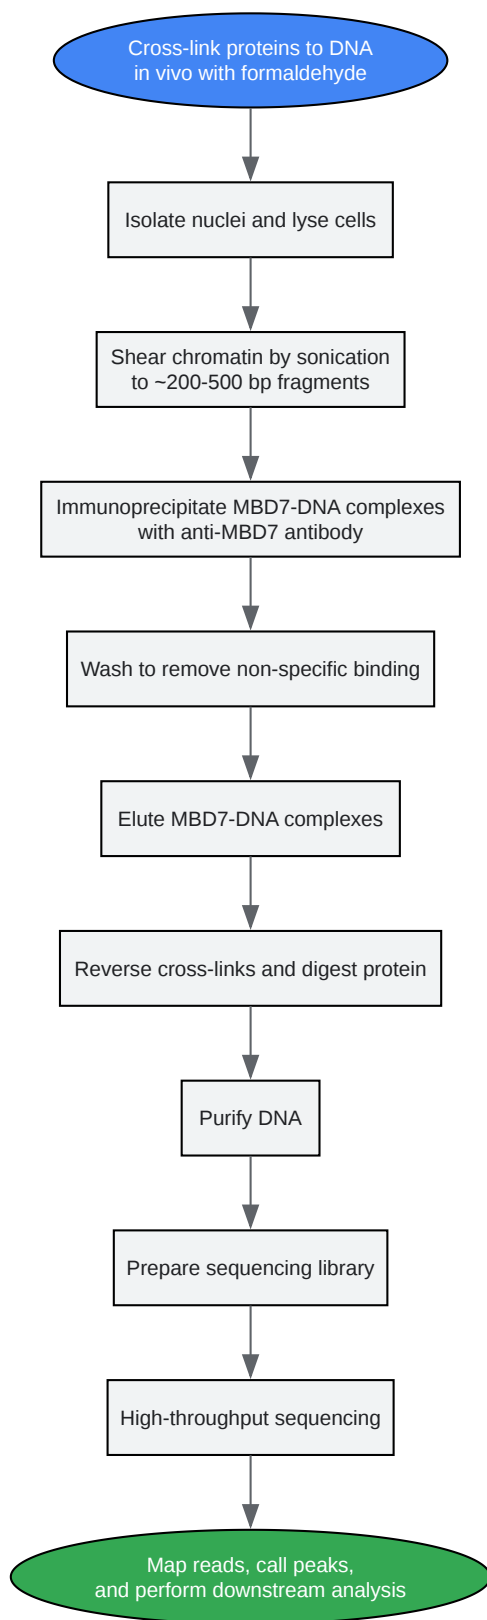 Cross-link proteins to DNA
in vivo with formaldehyde
Isolate nuclei and lyse cells
Shear chromatin by sonication
to ~200-500 bp fragments
Immunoprecipitate MBD7-DNA complexes
with anti-MBD7 antibody
Wash to remove non-specific binding
Elute MBD7-DNA complexes
Reverse cross-links and digest protein
Purify DNA
Prepare sequencing library
High-throughput sequencing
Map reads, call peaks,
and perform downstream analysis